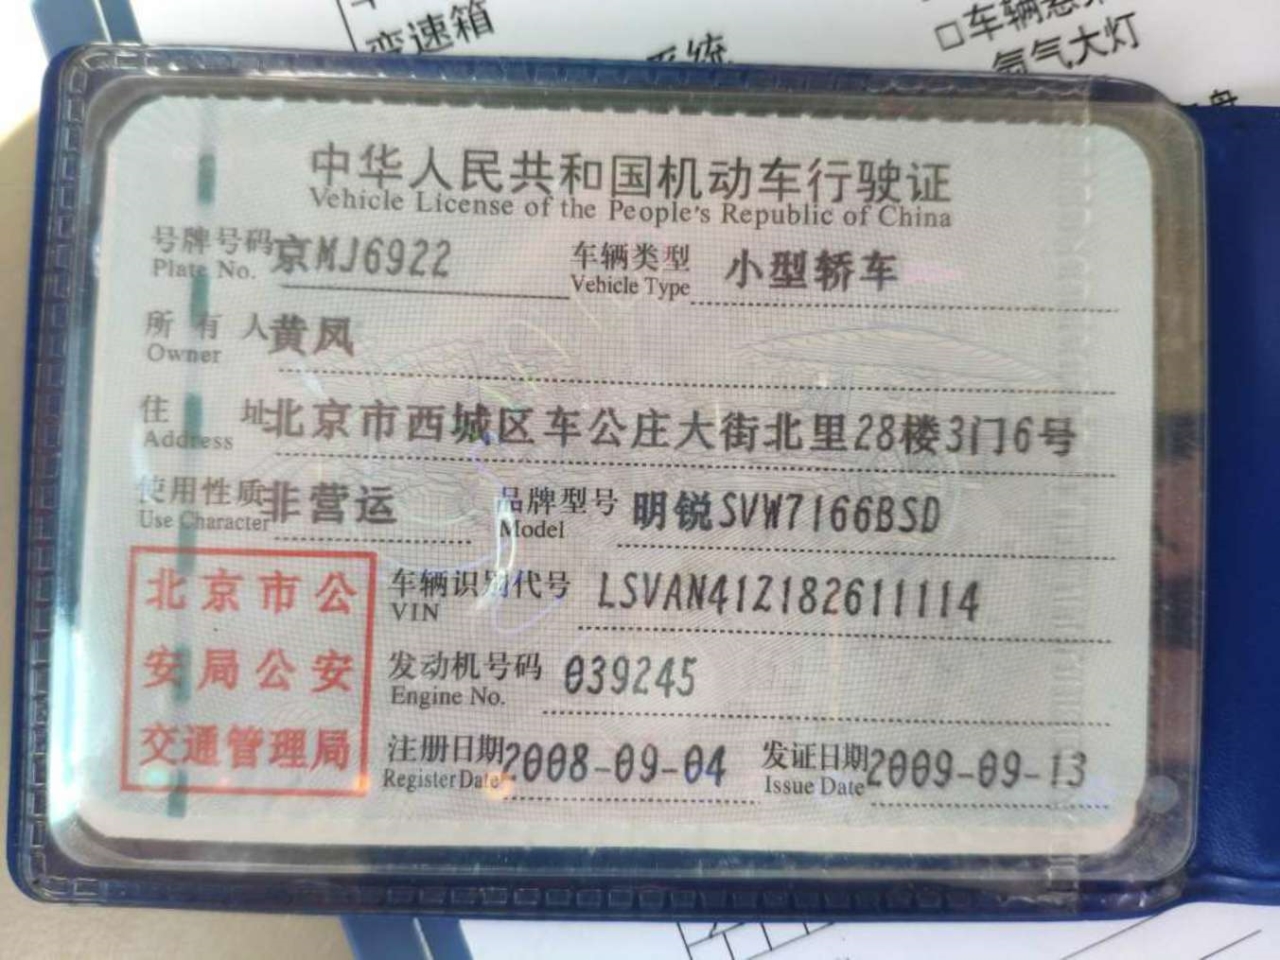 变速箱
系统
□车辆悬
氙气大灯
中华人民共和国机动车行驶证
Vehicle License of the People's Republic of China
号牌号码 京MJ6922 车辆类型 小型轿车
Plate No. Vehicle Type
所有人 黄凤
Owner
住址 北京市西城区车公庄大街北里28楼3门6号
Address
使用性质 非营运 品牌型号 明锐SVW7166BSD
Use Character Model
北京市公
安局公安
交通管理局
车辆识别代号 LSVAN41Z182611114
VIN
发动机号码 039245
Engine No.
注册日期 2008-09-04 发证日期 2009-09-13
Register Date Issue Date